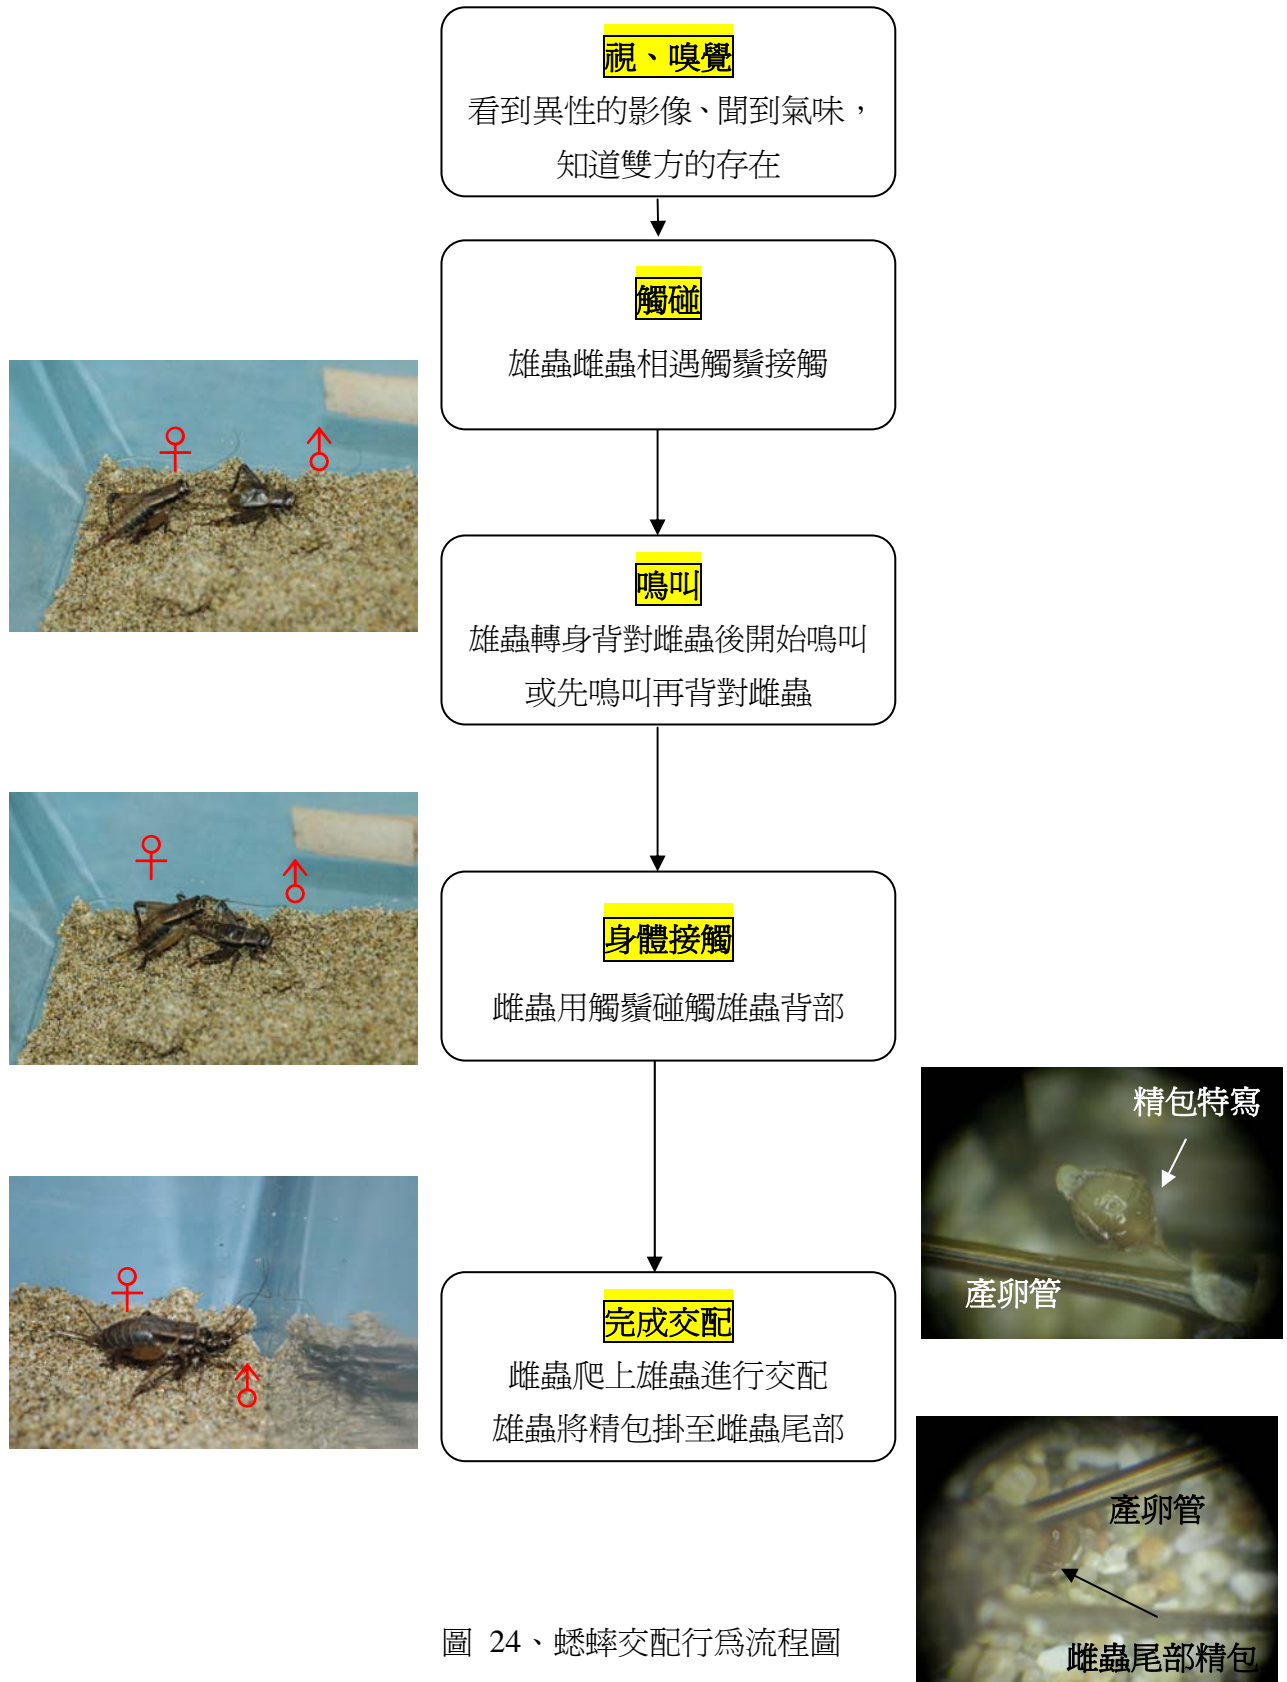 視、嗅覺
看到異性的影像、聞到氣味，
知道雙方的存在
觸碰
雄蟲雌蟲相遇觸鬚接觸
♀
♂
鳴叫
雄蟲轉身背對雌蟲後開始鳴叫
或先鳴叫再背對雌蟲
♀
♂
身體接觸
雌蟲用觸鬚碰觸雄蟲背部
精包特寫
產卵管
♀
♂
完成交配
雌蟲爬上雄蟲進行交配
雄蟲將精包掛至雌蟲尾部
產卵管
雌蟲尾部精包
圖 24、蟋蟀交配行為流程圖